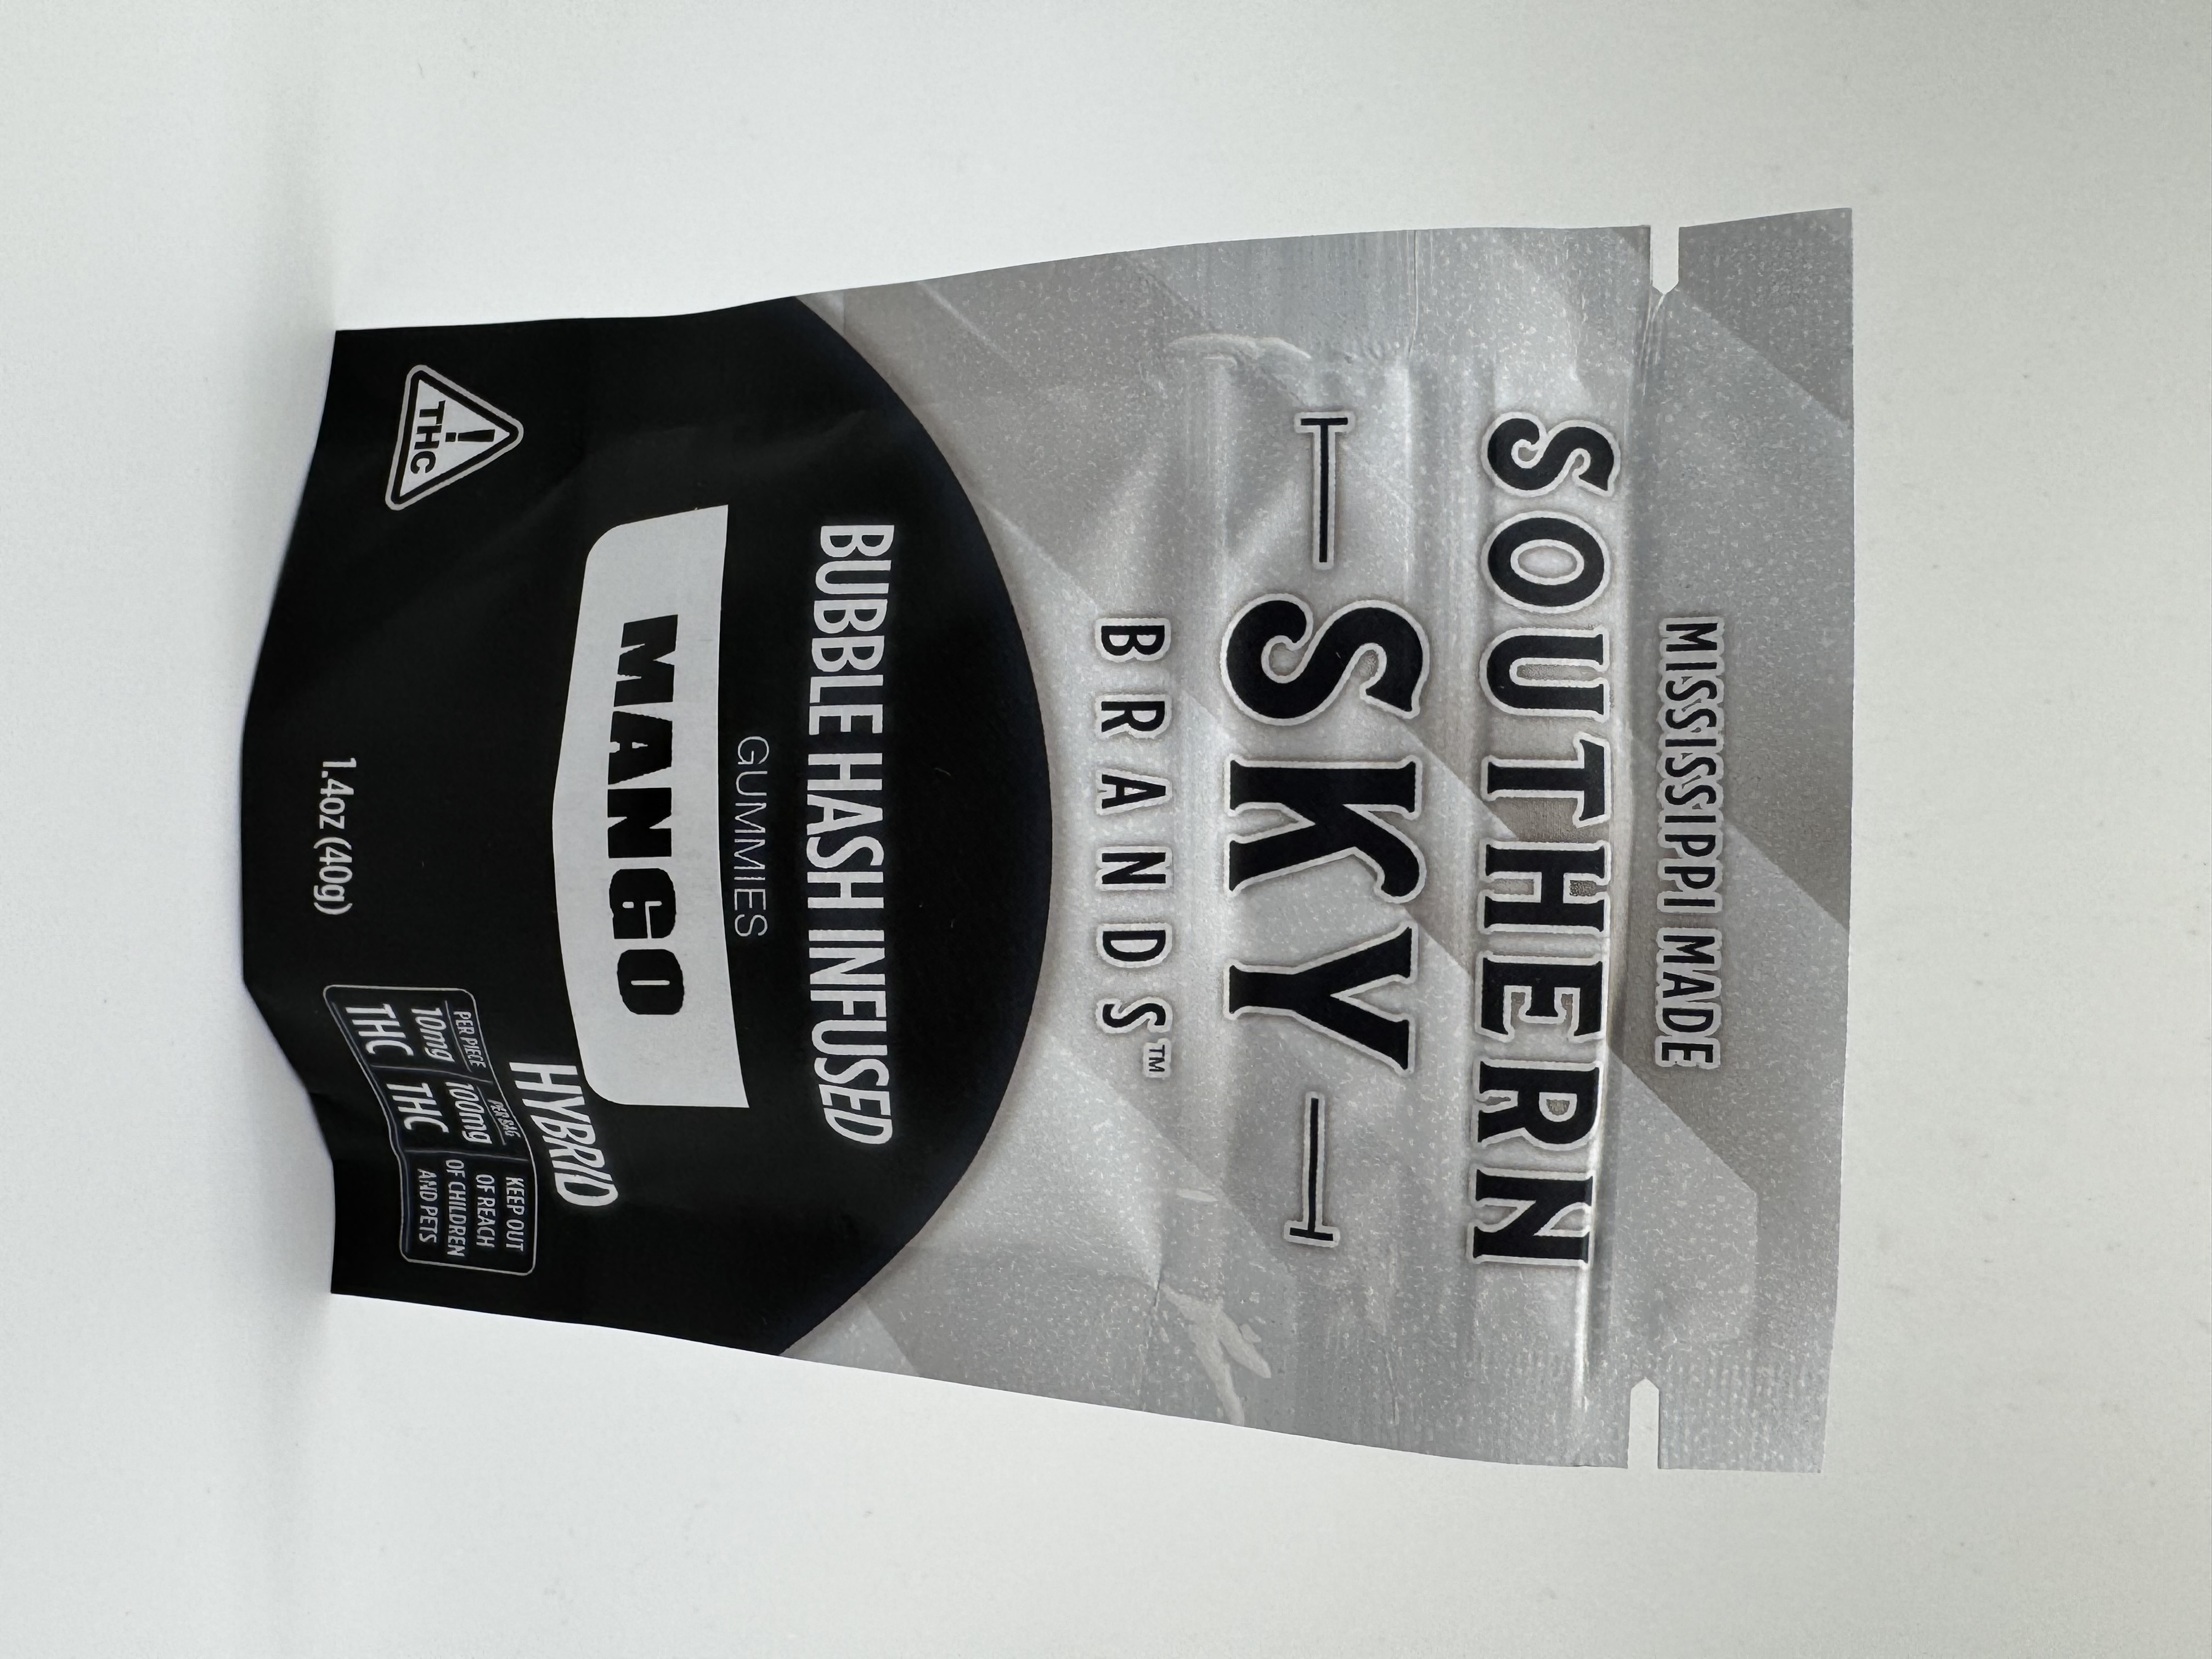 MISSISSIPPI MADE
SOUTHERN
SKY
BRANDS™
BUBBLE HASH INFUSED
GUMMIES
MANGO
HYBRID
! THC
PER PIECE
10mg
THC
PER BAG
100mg
THC
KEEP OUT
OF REACH
OF CHILDREN
AND PETS
1.4oz (40g)